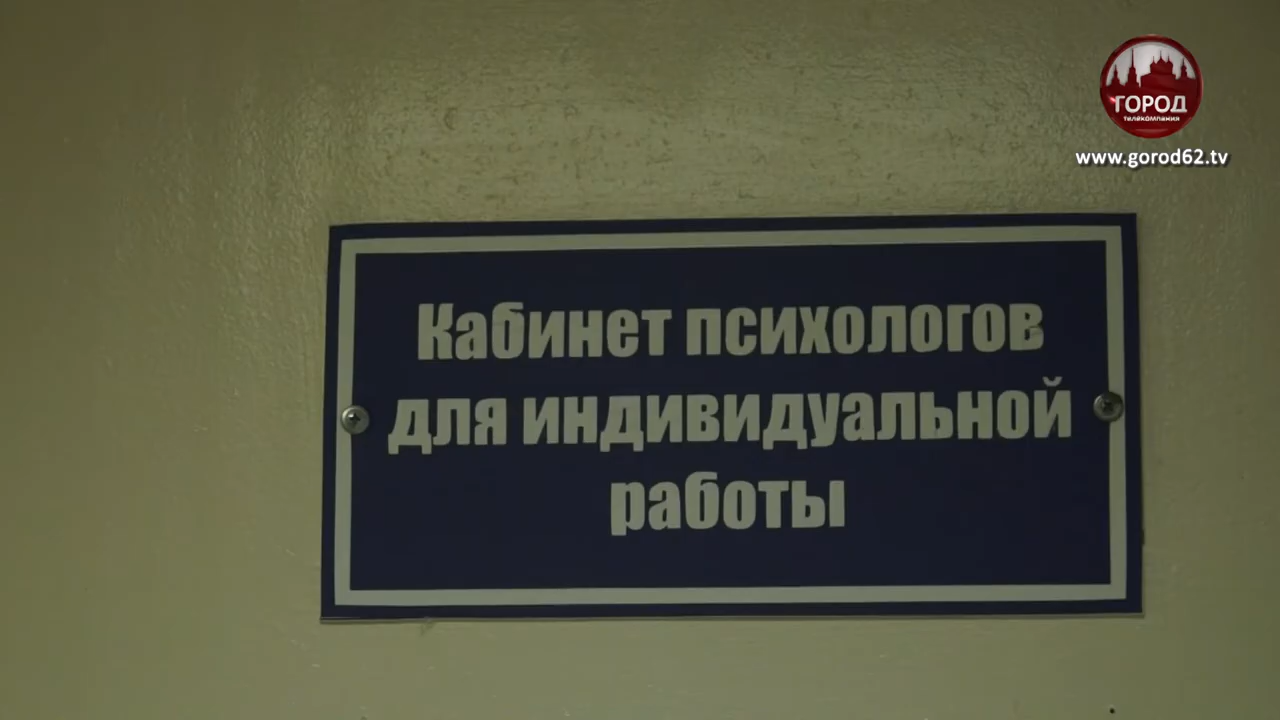 ГОРОД
телекомпания
www.gorod62.tv
Кабинет психологов
для индивидуальной
работы